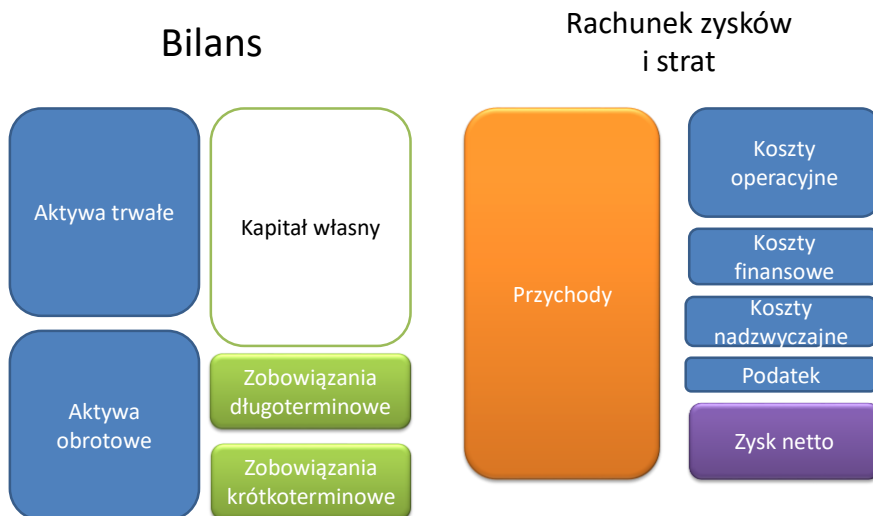 Bilans
Aktywa trwałe
Kapitał własny
Aktywa
obrotowe
Zobowiązania
długoterminowe
Zobowiązania
krótkoterminowe
Rachunek zysków
i strat
Przychody
Koszty
operacyjne
Koszty
finansowe
Koszty
nadzwyczajne
Podatek
Zysk netto